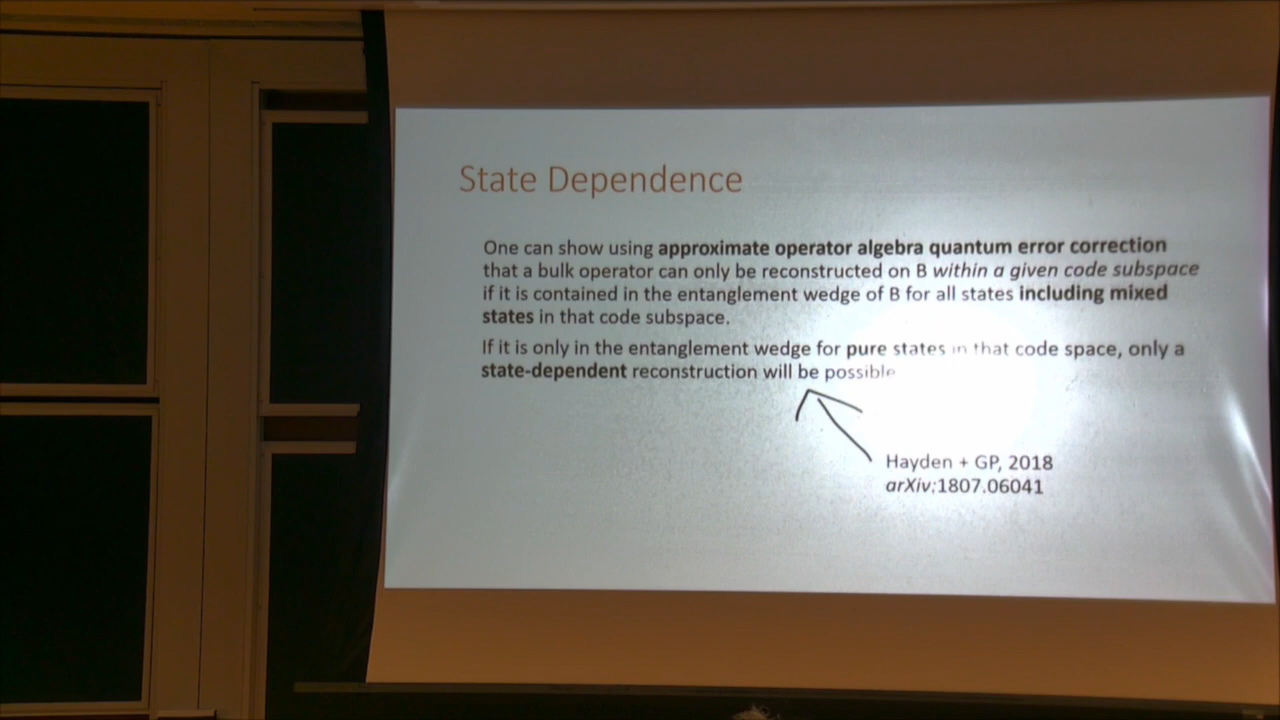 State Dependence
One can show using approximate operator algebra quantum error correction
that a bulk operator can only be reconstructed on B within a given code subspace
if it is contained in the entanglement wedge of B for all states including mixed
states in that code subspace.
If it is only in the entanglement wedge for pure states in that code space, only a
state-dependent reconstruction will be possible
Hayden + GP, 2018
arXiv:1807.06041